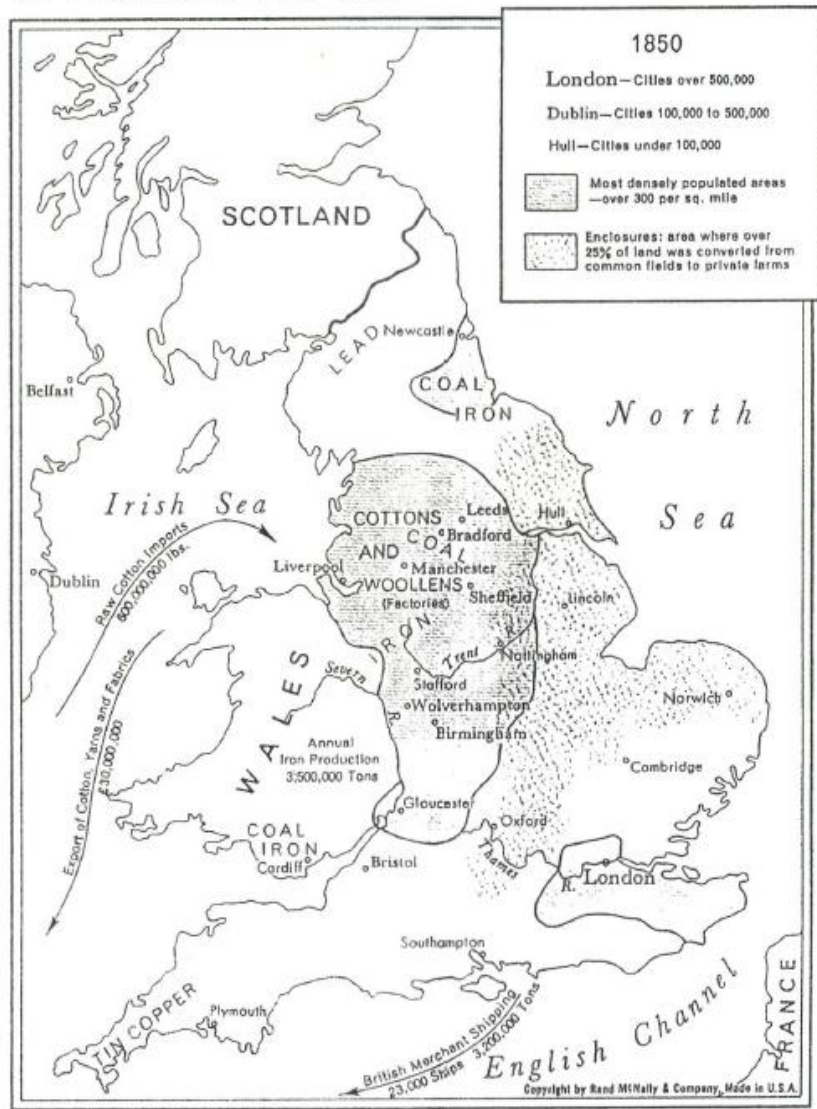 1850
London—Cities over 500,000
Dublin—Cities 100,000 to 500,000
Hull—Cities under 100,000
Most densely populated areas
—over 300 per sq. mile
Enclosures: area where over
25% of land was converted from
common fields to private farms
SCOTLAND
LEAD
Newcastle
COAL
IRON
Belfast
North
Sea
Irish Sea
Leeds
Hull
COTTONS
COAL
Bradford
AND
Manchester
Liverpool
WOOLLENS
Sheffield
(Factories)
Lincoln
Dublin
Raw Cotton Imports
600,000,000 lbs.
IRON
Trent R.
Nottingham
Stafford
Severn R.
Norwich
Wolverhampton
Birmingham
WALES
Annual
Iron Production
3,500,000 Tons
Cambridge
Export of Cotton, Yarns and Fabrics
£30,000,000
Gloucester
Oxford
COAL
IRON
Cardiff
Bristol
Thames R.
London
Southampton
TIN COPPER
Plymouth
British Merchant Shipping
23,000 Ships 3,200,000 Tons
English Channel
FRANCE
Copyright by Rand McNally & Company, Made in U.S.A.